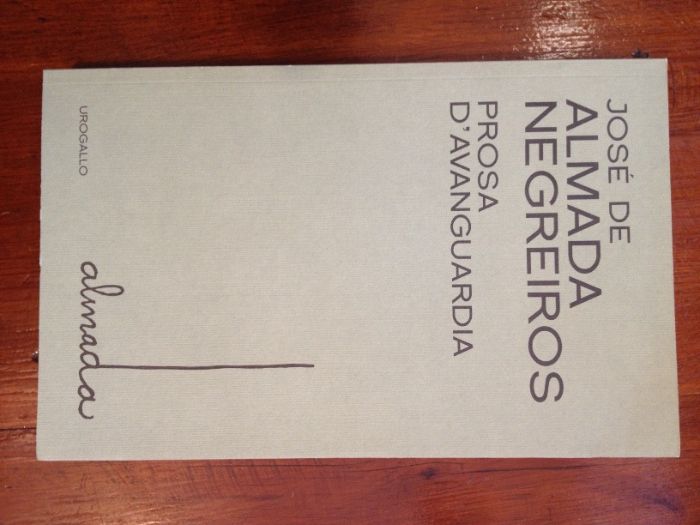 JOSÉ DE
ALMADA
NEGREIROS
PROSA
D'AVANGUARDIA
almada
UROGALLO